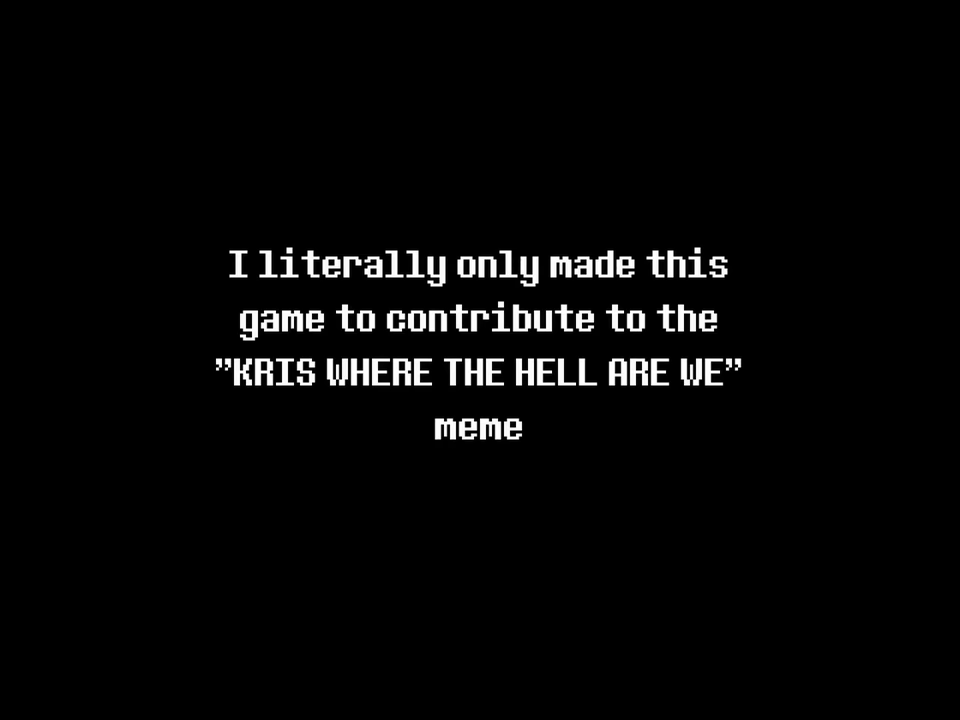 I literally only made this
game to contribute to the
”KRIS WHERE THE HELL ARE WE”
meme